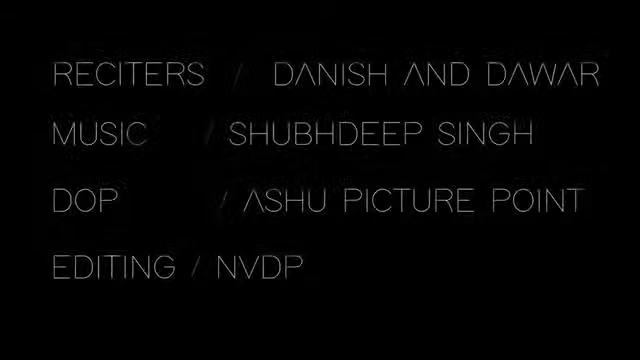 RECITERS / DANISH AND DAWAR
MUSIC / SHUBHDEEP SINGH
DOP / ASHU PICTURE POINT
EDITING / NVDP